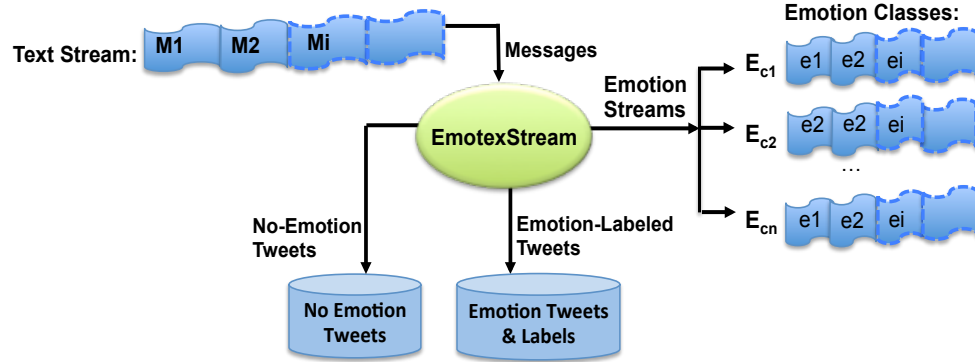 Text Stream:
M1 M2 Mi
Messages
EmotexStream
Emotion
Streams
Emotion Classes:
Ec1 e1 e2 ei
Ec2 e2 e2 ei
...
Ecn e1 e2 ei
No-Emotion
Tweets
Emotion-Labeled
Tweets
No Emotion
Tweets
Emotion Tweets
& Labels